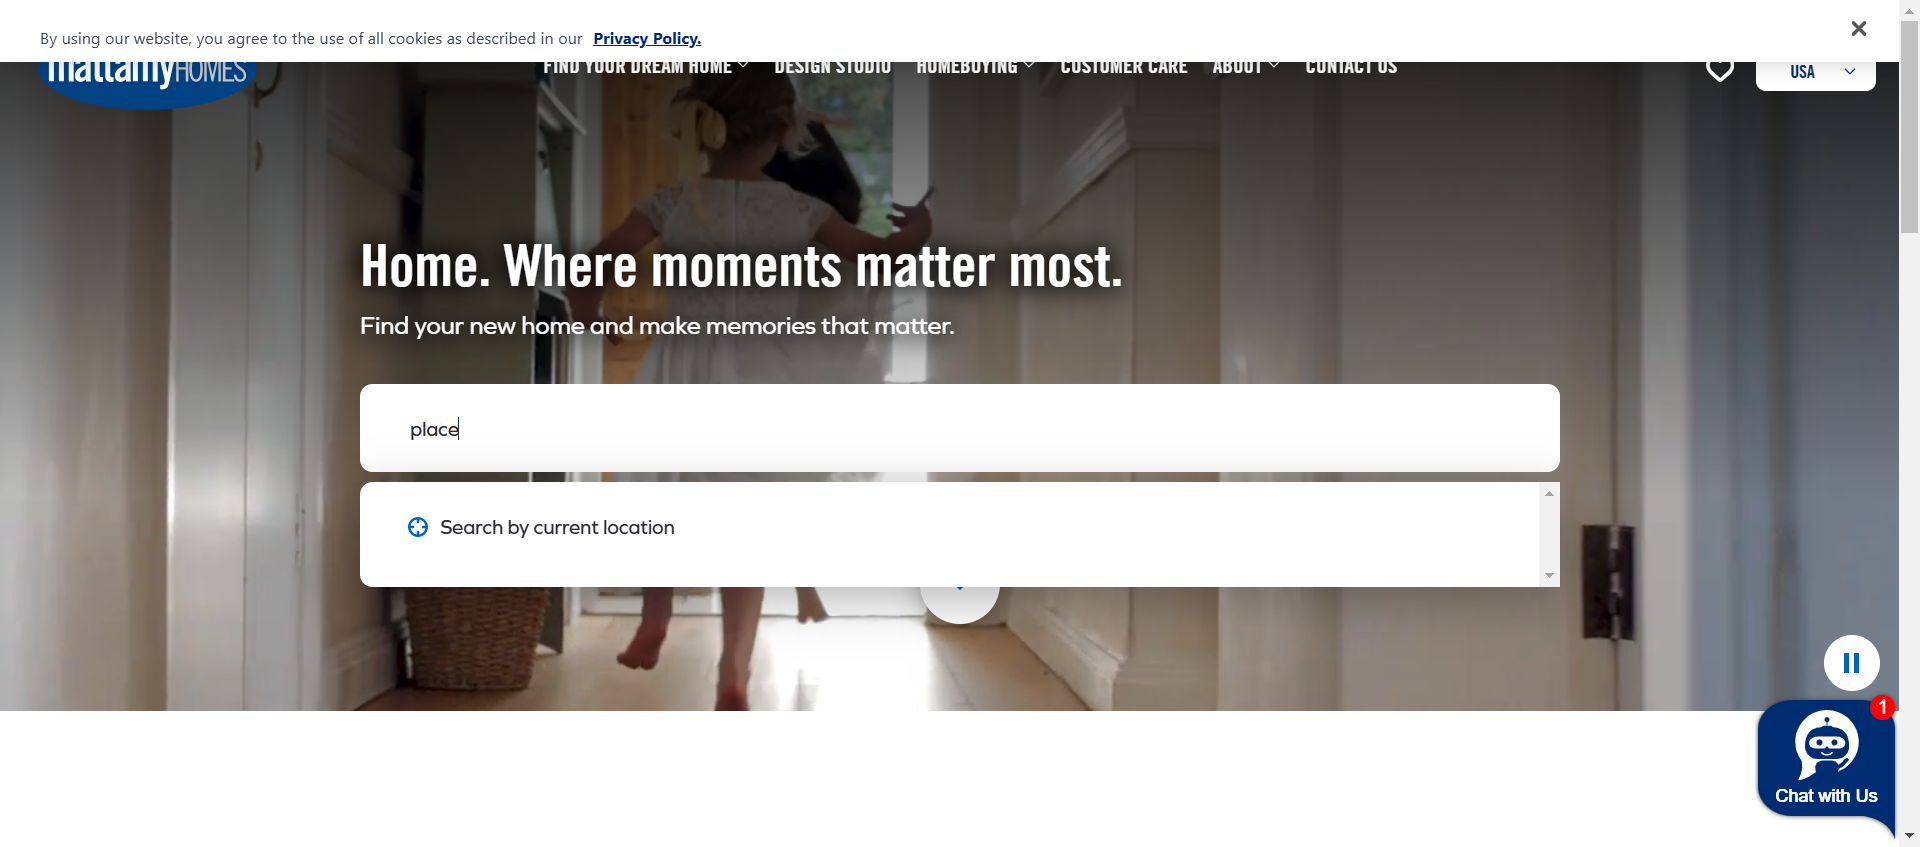 By using our website, you agree to the use of all cookies as described in our Privacy Policy.
mattamyHOMES
FIND YOUR DREAM HOME
DESIGN STUDIO
HOMEBUYING
CUSTOMER CARE
ABOUT
CONTACT US
USA
Home. Where moments matter most.
Find your new home and make memories that matter.
place
Search by current location
1
Chat with Us